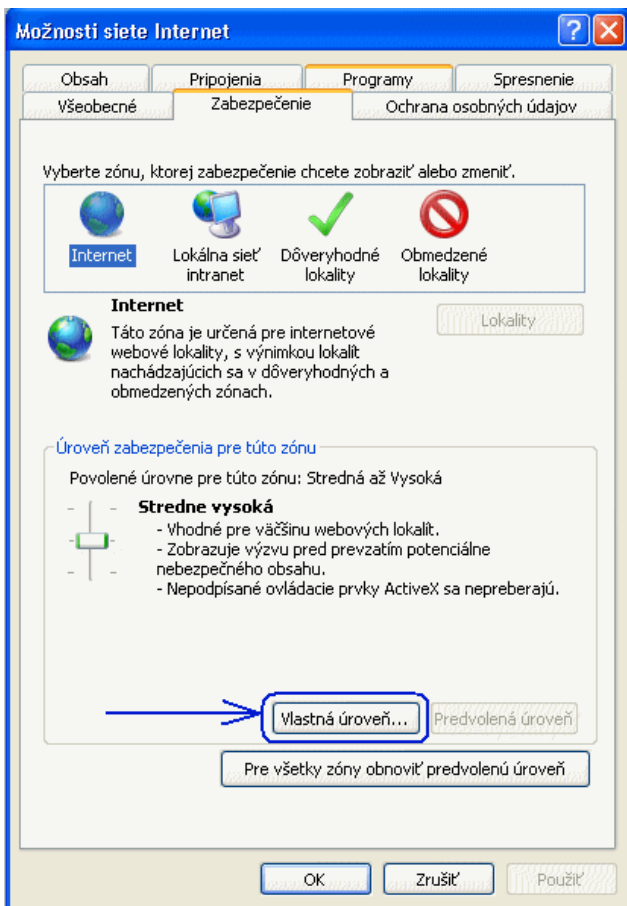 Možnosti siete Internet
Obsah Pripojenia Programy Spresnenie
Všeobecné Zabezpečenie Ochrana osobných údajov
Vyberte zónu, ktorej zabezpečenie chcete zobraziť alebo zmeniť.
Internet Lokálna sieť Dôveryhodné Obmedzené
intranet lokality lokality
Internet
Lokality
Táto zóna je určená pre internetové
webové lokality, s výnimkou lokalít
nachádzajúcich sa v dôveryhodných a
obmedzených zónach.
Úroveň zabezpečenia pre túto zónu
Povolené úrovne pre túto zónu: Stredná až Vysoká
Stredne vysoká
- Vhodné pre väčšinu webových lokalít.
- Zobrazuje výzvu pred prevzatím potenciálne
nebezpečného obsahu.
- Nepodpísané ovládacie prvky ActiveX sa nepreberajú.
Vlastná úroveň... Predvolená úroveň
Pre všetky zóny obnoviť predvolenú úroveň
OK Zrušiť Použiť